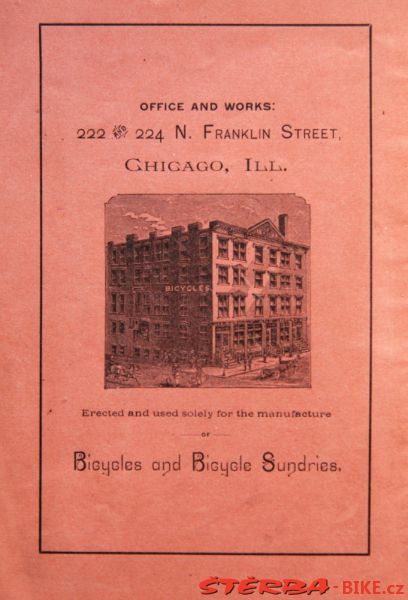 OFFICE AND WORKS:
222 AND 224 N. FRANKLIN STREET,
CHICAGO, ILL.
BICYCLES.
Erected and used solely for the manufacture
OF
Bicycles and Bicycle Sundries.
ŠTĚRBA-BIKE.cz